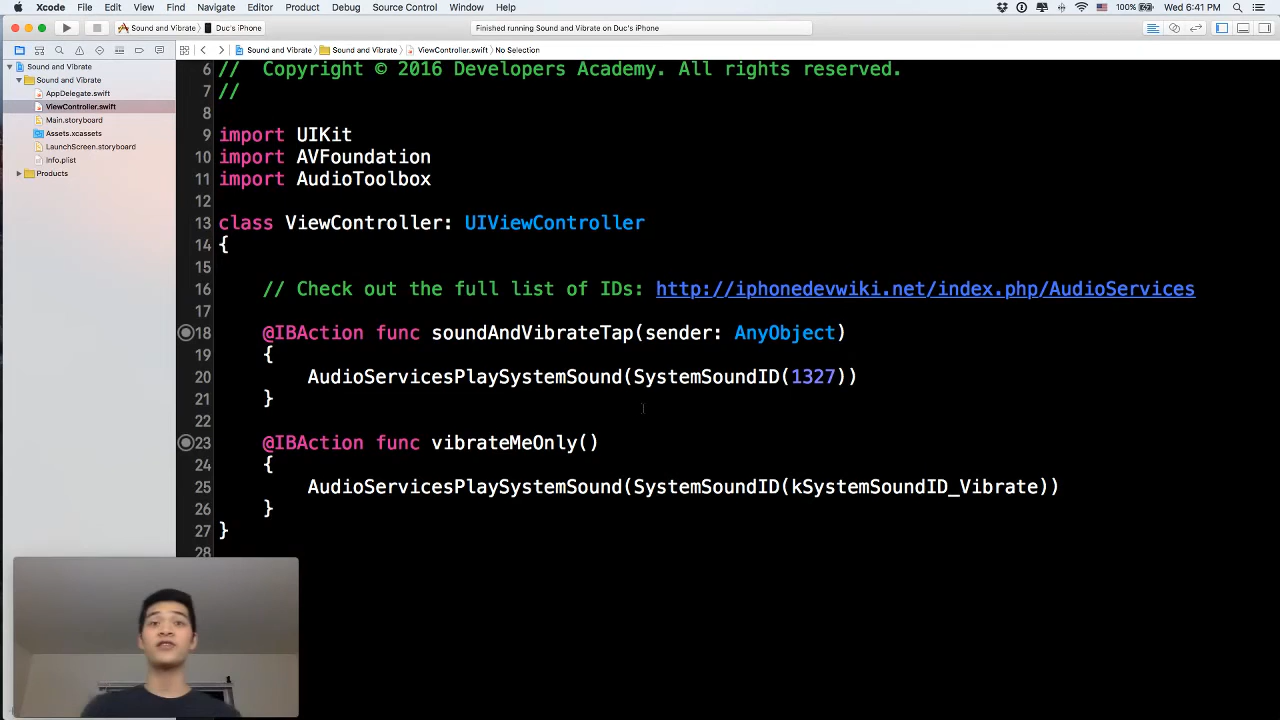 Xcode File Edit View Find Navigate Editor Product Debug Source Control Window Help 100% Wed 6:41 PM
Sound and Vibrate Duc's iPhone Finished running Sound and Vibrate on Duc's iPhone
Sound and Vibrate Sound and Vibrate ViewController.swift No Selection
Sound and Vibrate
Sound and Vibrate
AppDelegate.swift
ViewController.swift
Main.storyboard
Assets.xcassets
LaunchScreen.storyboard
Info.plist
Products
6 // Copyright © 2016 Developers Academy. All rights reserved.
7 //
8
9 import UIKit
10 import AVFoundation
11 import AudioToolbox
12
13 class ViewController: UIViewController
14 {
15
16 // Check out the full list of IDs: http://iphonedevwiki.net/index.php/AudioServices
17
18 @IBAction func soundAndVibrateTap(sender: AnyObject)
19 {
20 AudioServicesPlaySystemSound(SystemSoundID(1327))
21 }
22
23 @IBAction func vibrateMeOnly()
24 {
25 AudioServicesPlaySystemSound(SystemSoundID(kSystemSoundID_Vibrate))
26 }
27 }
28